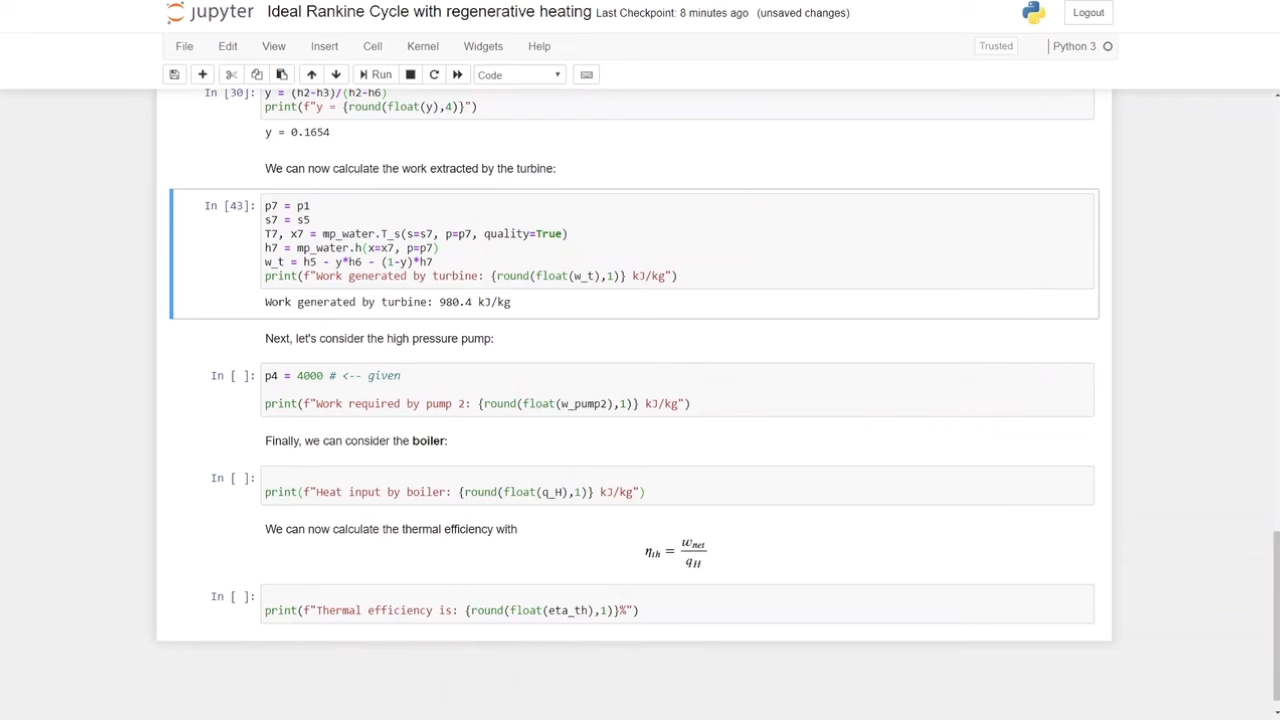 jupyter Ideal Rankine Cycle with regenerative heating Last Checkpoint: 8 minutes ago (unsaved changes) Logout
File Edit View Insert Cell Kernel Widgets Help Trusted Python 3
Run Code
In [30]: y = (h2-h3)/(h2-h6)
print(f"y = {round(float(y),4)}")
y = 0.1654
We can now calculate the work extracted by the turbine:
In [43]: p7 = p1
s7 = s5
T7, x7 = mp_water.T_s(s=s7, p=p7, quality=True)
h7 = mp_water.h(x=x7, p=p7)
w_t = h5 - y*h6 - (1-y)*h7
print(f"Work generated by turbine: {round(float(w_t),1)} kJ/kg")
Work generated by turbine: 980.4 kJ/kg
Next, let's consider the high pressure pump:
In [ ]: p4 = 4000 # <-- given
print(f"Work required by pump 2: {round(float(w_pump2),1)} kJ/kg")
Finally, we can consider the boiler:
In [ ]:
print(f"Heat input by boiler: {round(float(q_H),1)} kJ/kg")
We can now calculate the thermal efficiency with
η_th = w_net / q_H
In [ ]:
print(f"Thermal efficiency is: {round(float(eta_th),1)}%")